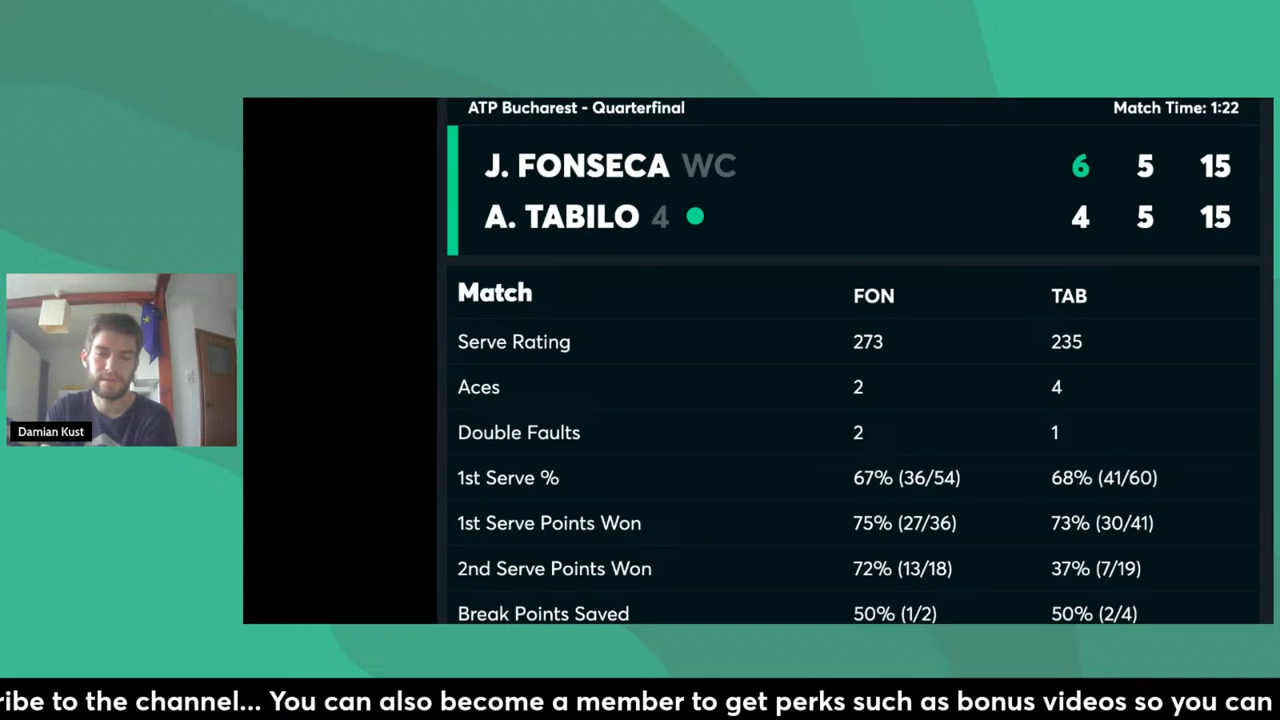 ATP Bucharest - Quarterfinal Match Time: 1:22
J. FONSECA WC 6 5 15
A. TABILO 4 4 5 15
Match FON TAB
Serve Rating 273 235
Aces 2 4
Double Faults 2 1
1st Serve % 67% (36/54) 68% (41/60)
1st Serve Points Won 75% (27/36) 73% (30/41)
2nd Serve Points Won 72% (13/18) 37% (7/19)
Break Points Saved 50% (1/2) 50% (2/4)
Damian Kust
ribe to the channel... You can also become a member to get perks such as bonus videos so you can